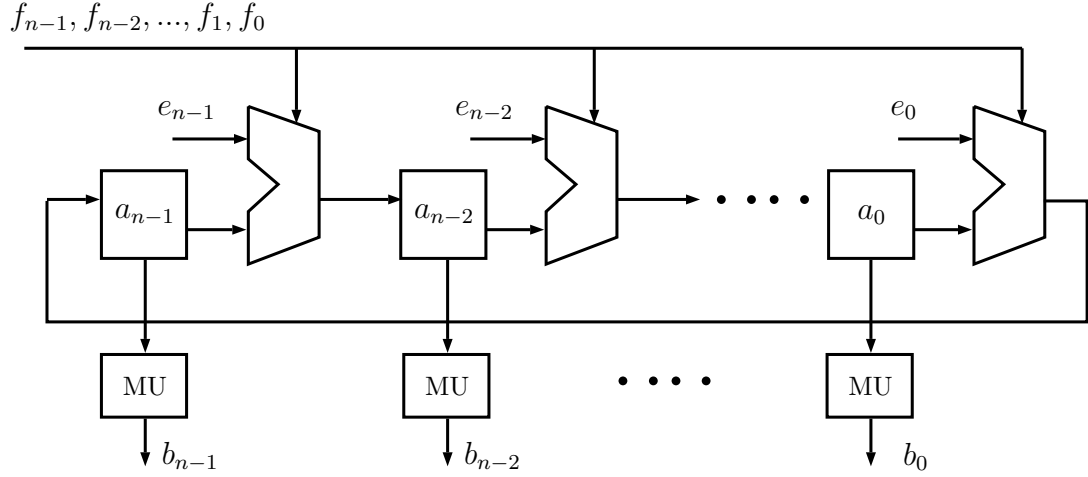 f_{n−1}, f_{n−2}, ..., f_1, f_0
e_{n−1} e_{n−2} e_0
a_{n−1} a_{n−2} a_0
MU MU MU
b_{n−1} b_{n−2} b_0